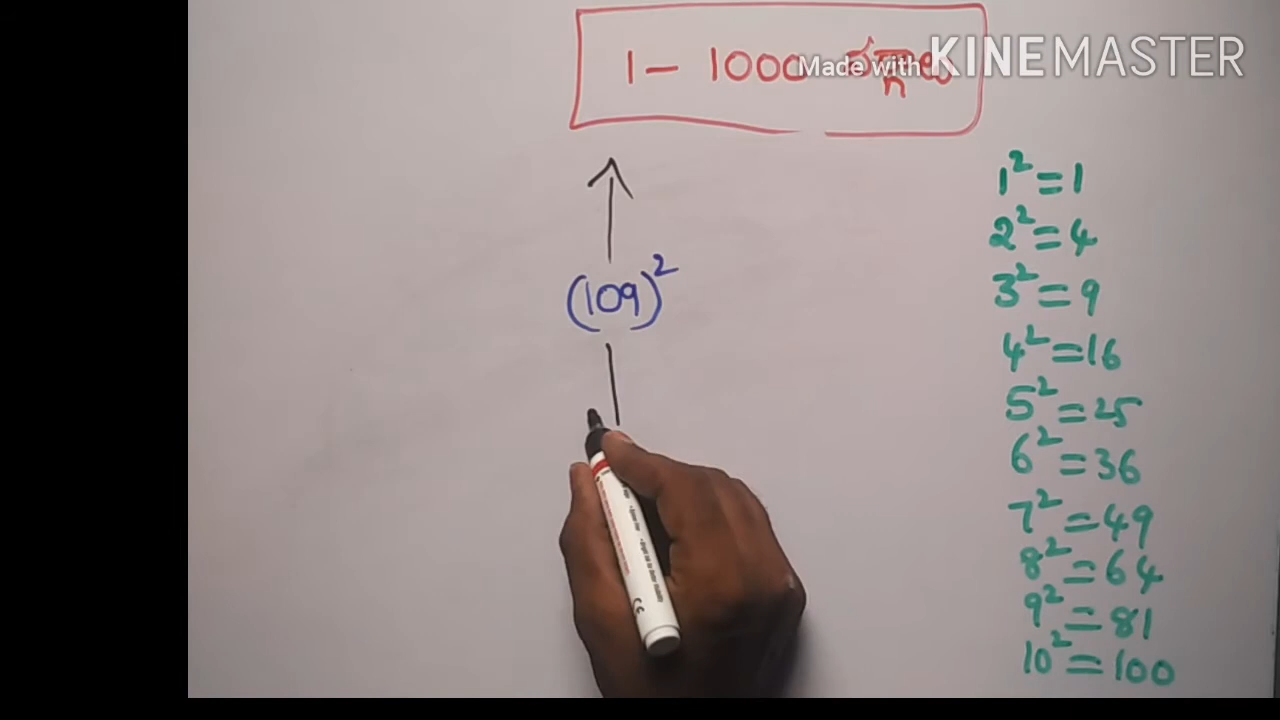 1 - 1000
Made with KINEMASTER
(109)²
1² = 1
2² = 4
3² = 9
4² = 16
5² = 25
6² = 36
7² = 49
8² = 64
9² = 81
10² = 100